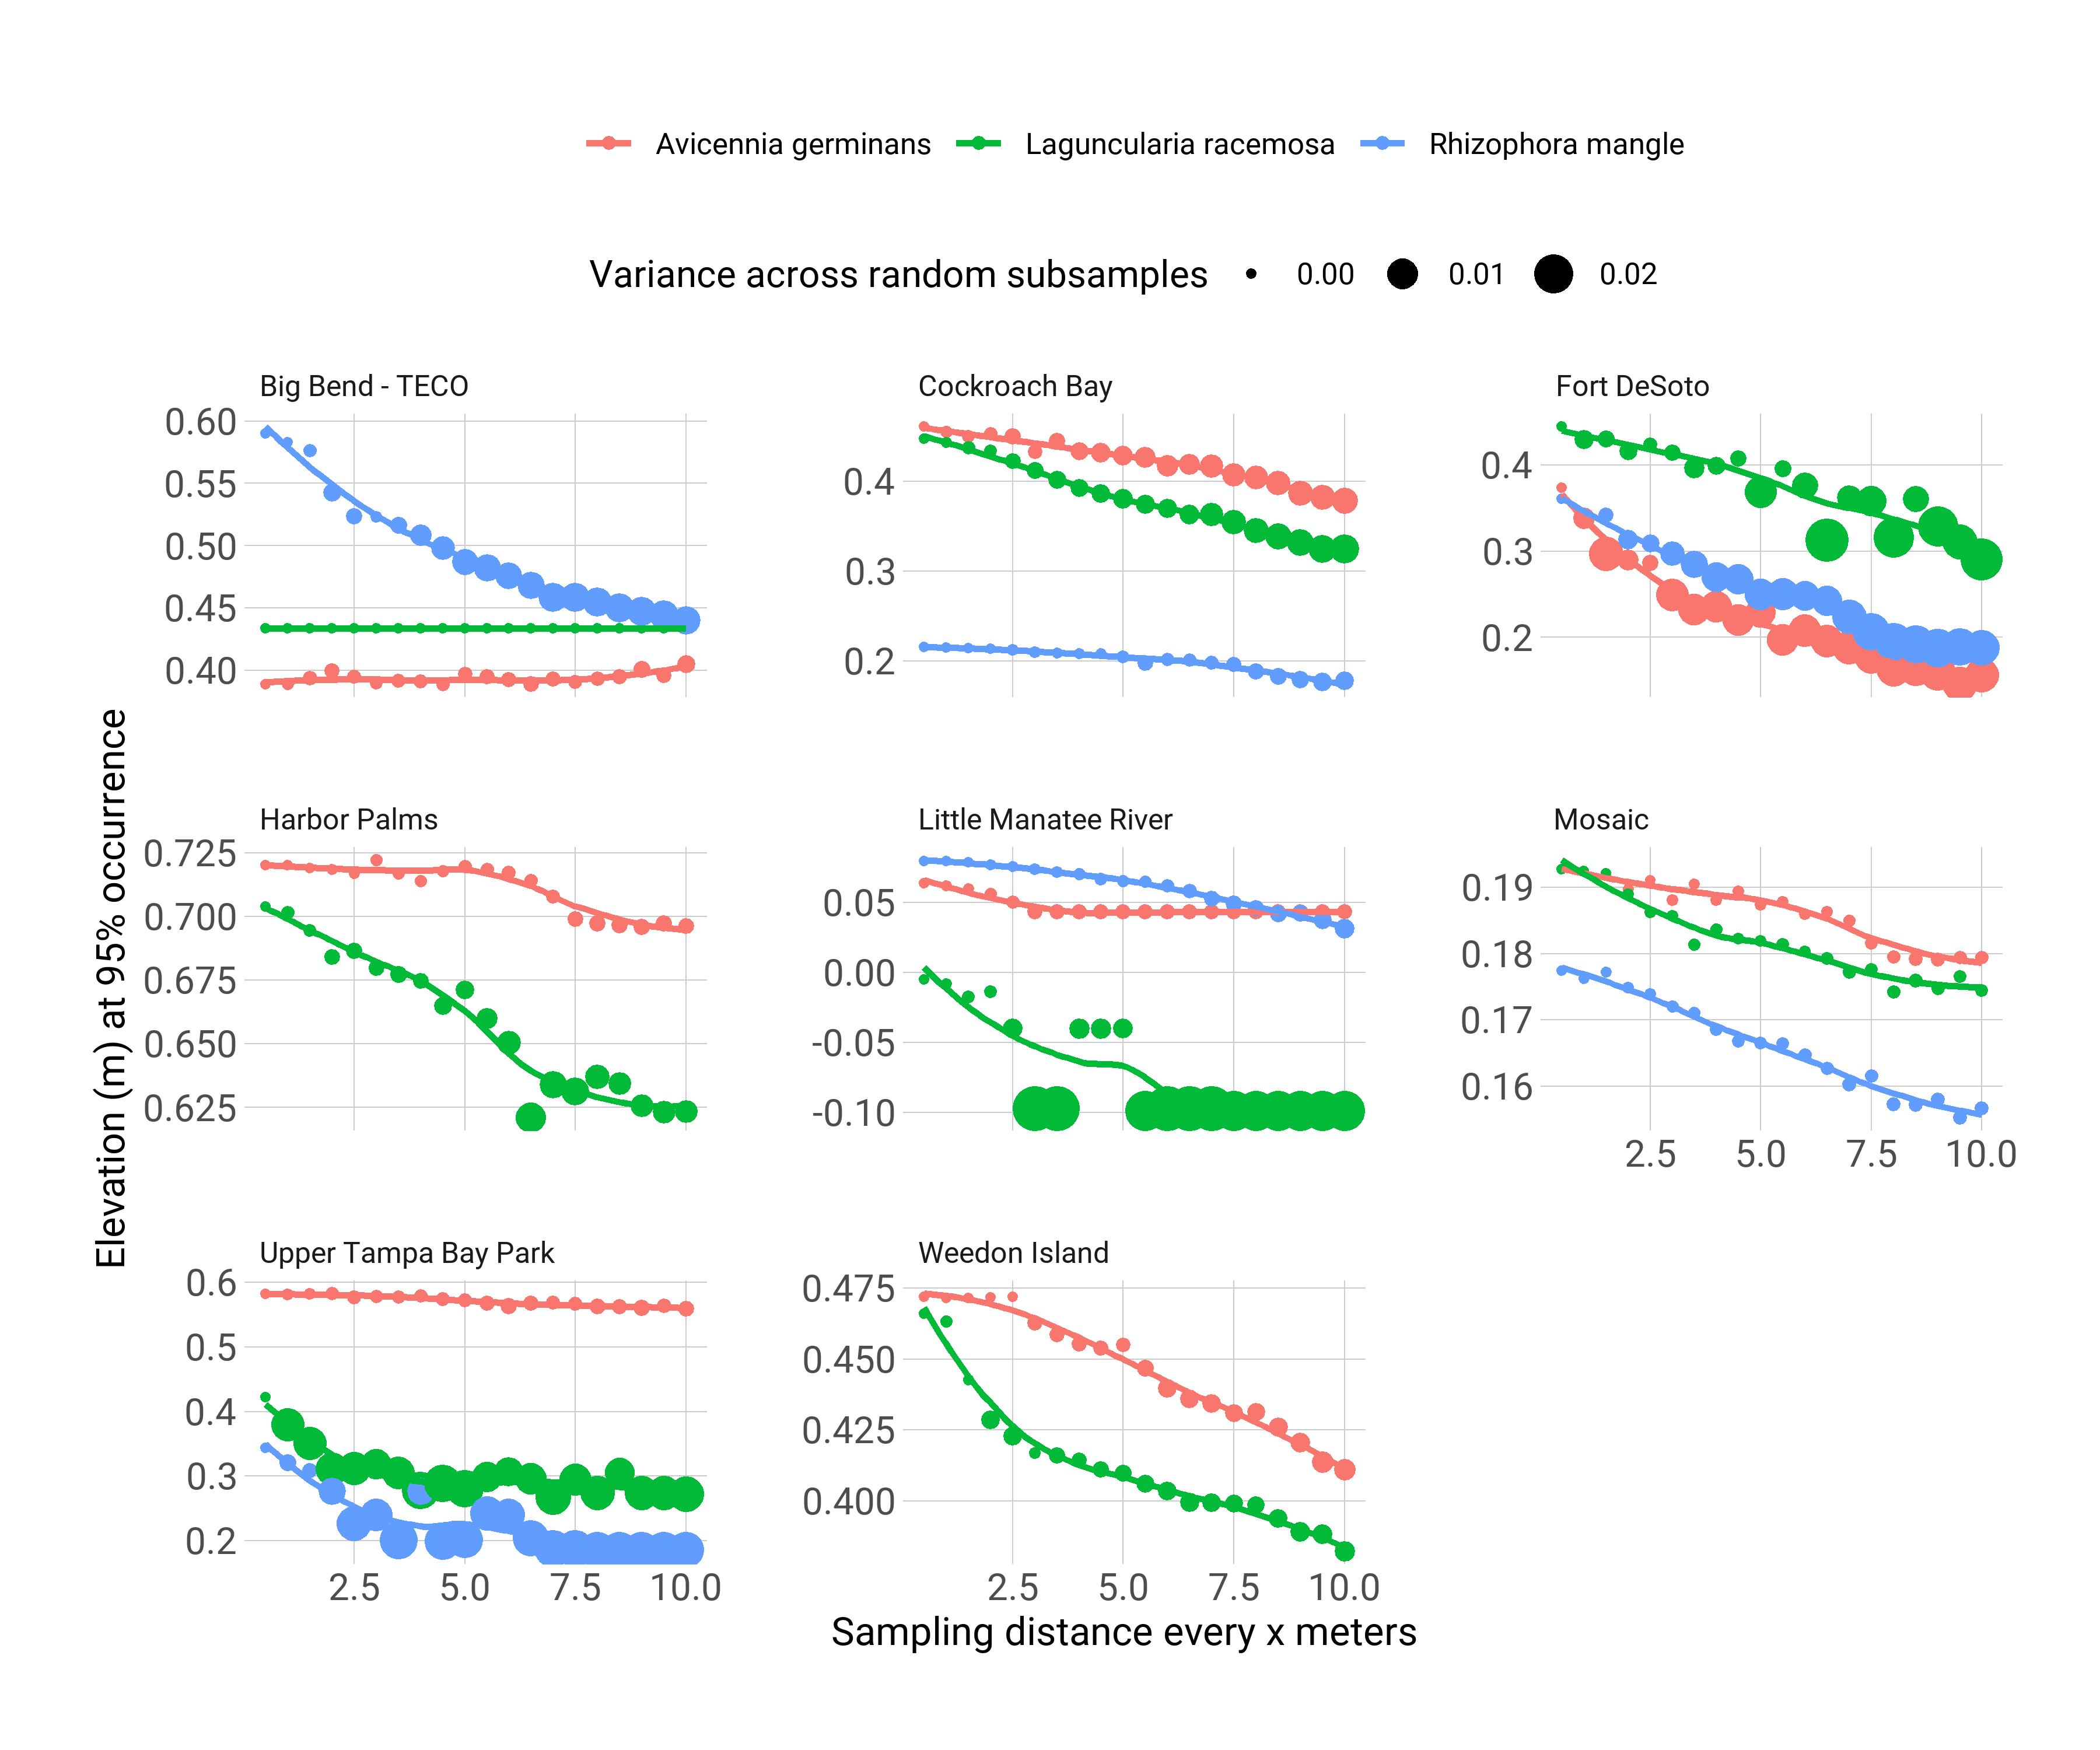 Avicennia germinans Laguncularia racemosa Rhizophora mangle
Variance across random subsamples 0.00 0.01 0.02
Elevation (m) at 95% occurrence
Big Bend - TECO
0.60
0.55
0.50
0.45
0.40
Cockroach Bay
0.4
0.3
0.2
Fort DeSoto
0.4
0.3
0.2
Harbor Palms
0.725
0.700
0.675
0.650
0.625
Little Manatee River
0.05
0.00
-0.05
-0.10
Mosaic
0.19
0.18
0.17
0.16
2.5 5.0 7.5 10.0
Upper Tampa Bay Park
0.6
0.5
0.4
0.3
0.2
2.5 5.0 7.5 10.0
Weedon Island
0.475
0.450
0.425
0.400
2.5 5.0 7.5 10.0
Sampling distance every x meters